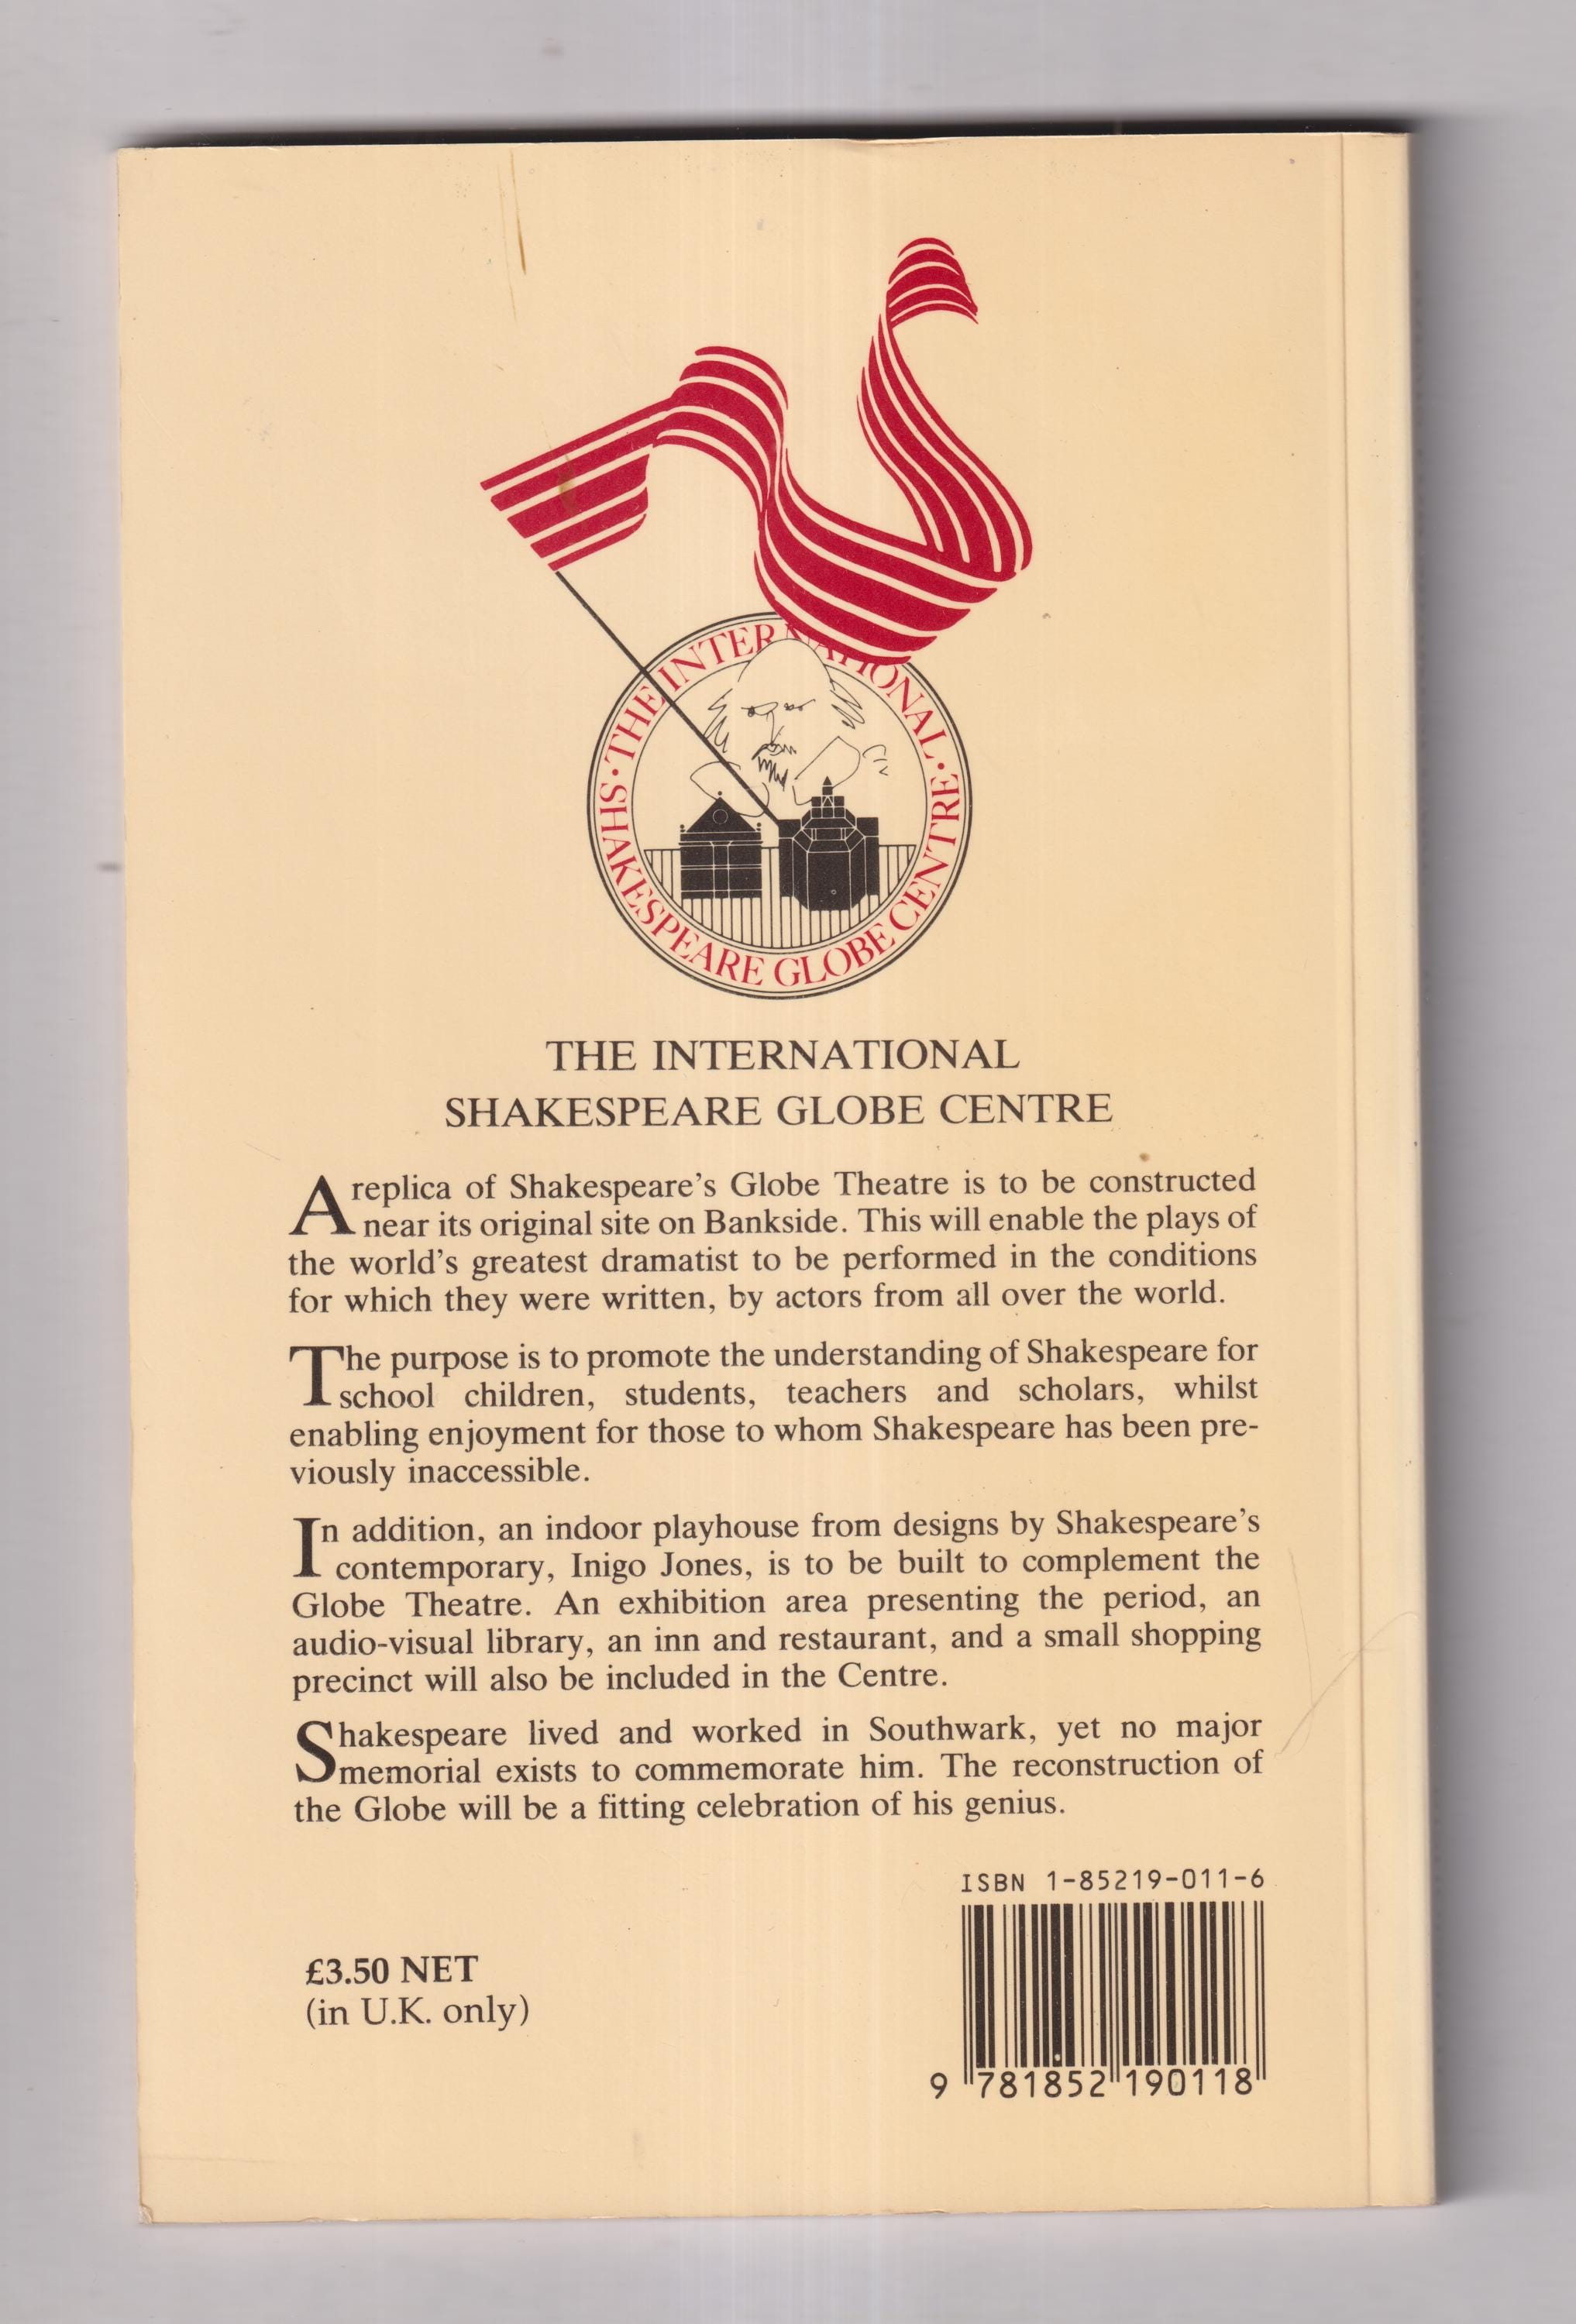 · THE INTERNATIONAL ·
SHAKESPEARE GLOBE CENTRE
THE INTERNATIONAL
SHAKESPEARE GLOBE CENTRE
A replica of Shakespeare's Globe Theatre is to be constructed
near its original site on Bankside. This will enable the plays of
the world's greatest dramatist to be performed in the conditions
for which they were written, by actors from all over the world.
The purpose is to promote the understanding of Shakespeare for
school children, students, teachers and scholars, whilst
enabling enjoyment for those to whom Shakespeare has been pre-
viously inaccessible.
In addition, an indoor playhouse from designs by Shakespeare's
contemporary, Inigo Jones, is to be built to complement the
Globe Theatre. An exhibition area presenting the period, an
audio-visual library, an inn and restaurant, and a small shopping
precinct will also be included in the Centre.
Shakespeare lived and worked in Southwark, yet no major
memorial exists to commemorate him. The reconstruction of
the Globe will be a fitting celebration of his genius.
ISBN 1-85219-011-6
£3.50 NET
(in U.K. only)
9 781852 190118